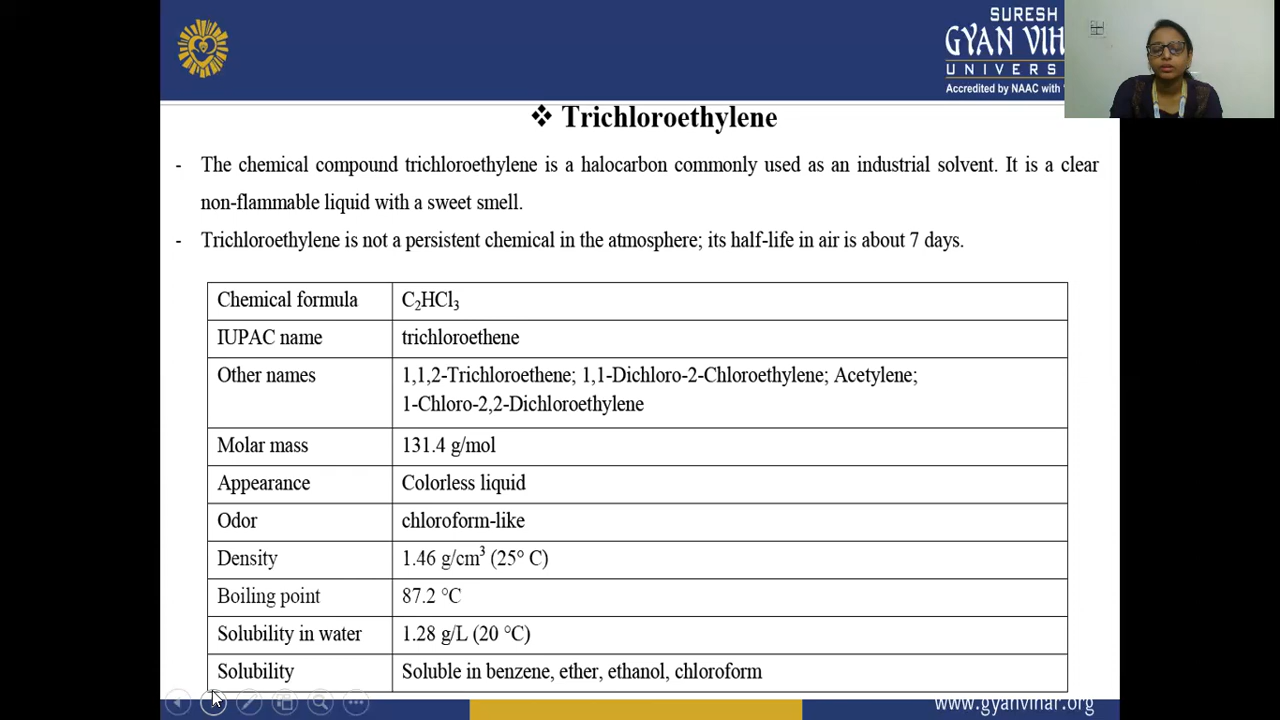 SURESH
GYAN VIH
UNIVERS
Accredited by NAAC with
❖ Trichloroethylene
- The chemical compound trichloroethylene is a halocarbon commonly used as an industrial solvent. It is a clear
non-flammable liquid with a sweet smell.
- Trichloroethylene is not a persistent chemical in the atmosphere; its half-life in air is about 7 days.
Chemical formula C₂HCl₃
IUPAC name trichloroethene
Other names 1,1,2-Trichloroethene; 1,1-Dichloro-2-Chloroethylene; Acetylene;
1-Chloro-2,2-Dichloroethylene
Molar mass 131.4 g/mol
Appearance Colorless liquid
Odor chloroform-like
Density 1.46 g/cm³ (25° C)
Boiling point 87.2 °C
Solubility in water 1.28 g/L (20 °C)
Solubility Soluble in benzene, ether, ethanol, chloroform
www.gyanvihar.org